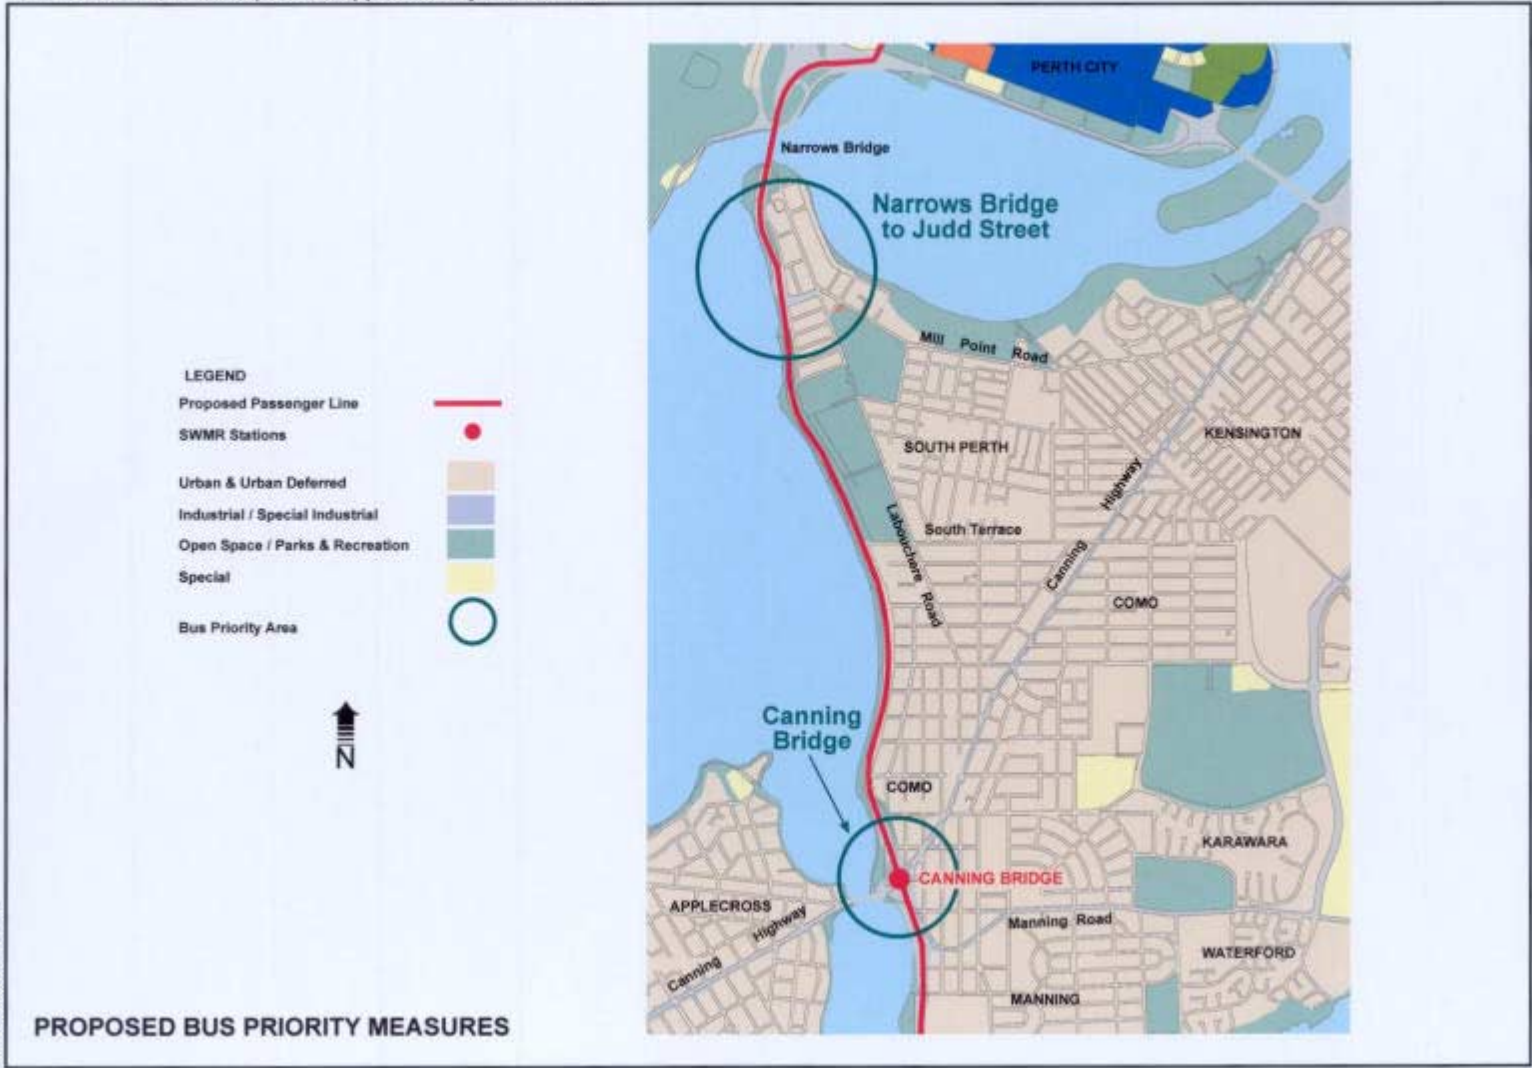 LEGEND
Proposed Passenger Line
SWMR Stations
Urban & Urban Deferred
Industrial / Special Industrial
Open Space / Parks & Recreation
Special
Bus Priority Area
N
PROPOSED BUS PRIORITY MEASURES
PERTH CITY
Narrows Bridge
Narrows Bridge
to Judd Street
Mill Point Road
SOUTH PERTH
KENSINGTON
Canning Highway
South Terrace
Labouchere Road
COMO
Canning
Bridge
COMO
KARAWARA
CANNING BRIDGE
APPLECROSS
Canning Highway
Manning Road
WATERFORD
MANNING